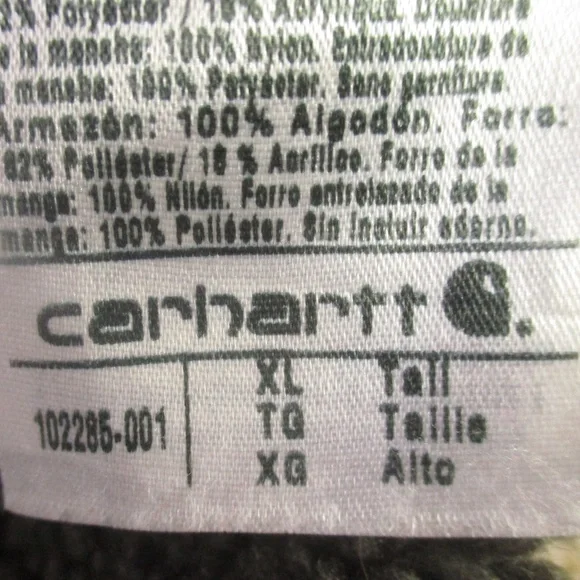 Polyester/ 18% Acrylique. Doublure
la manche: 100% Nylon. Entredoublure de
manche: 100% Polyester. Sans garniture
Armazón: 100% Algodón. Forro:
82% Poliéster/ 18 % Acrílico. Forro de la
manga: 100% Nilón. Forro entrelazado de la
manga: 100% Poliéster. Sin incluir adorno.
carhartt
102285-001
XL Tall
TG Taille
XG Alto